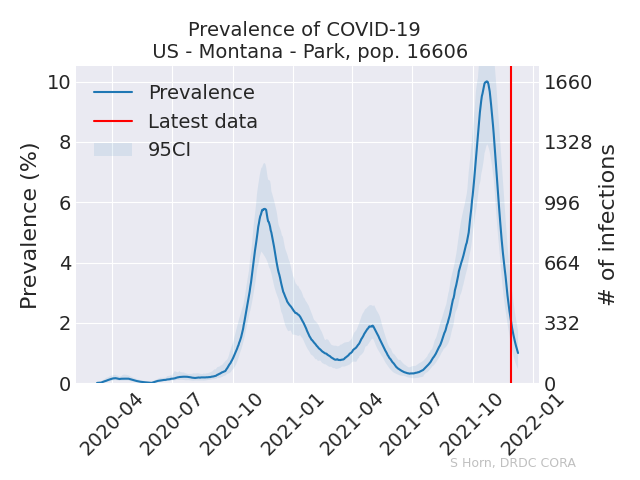 Prevalence of COVID-19
US - Montana - Park, pop. 16606
Prevalence
Latest data
95CI
Prevalence (%)
10
8
6
4
2
0
# of infections
1660
1328
996
664
332
0
2020-04
2020-07
2020-10
2021-01
2021-04
2021-07
2021-10
2022-01
S Horn, DRDC CORA